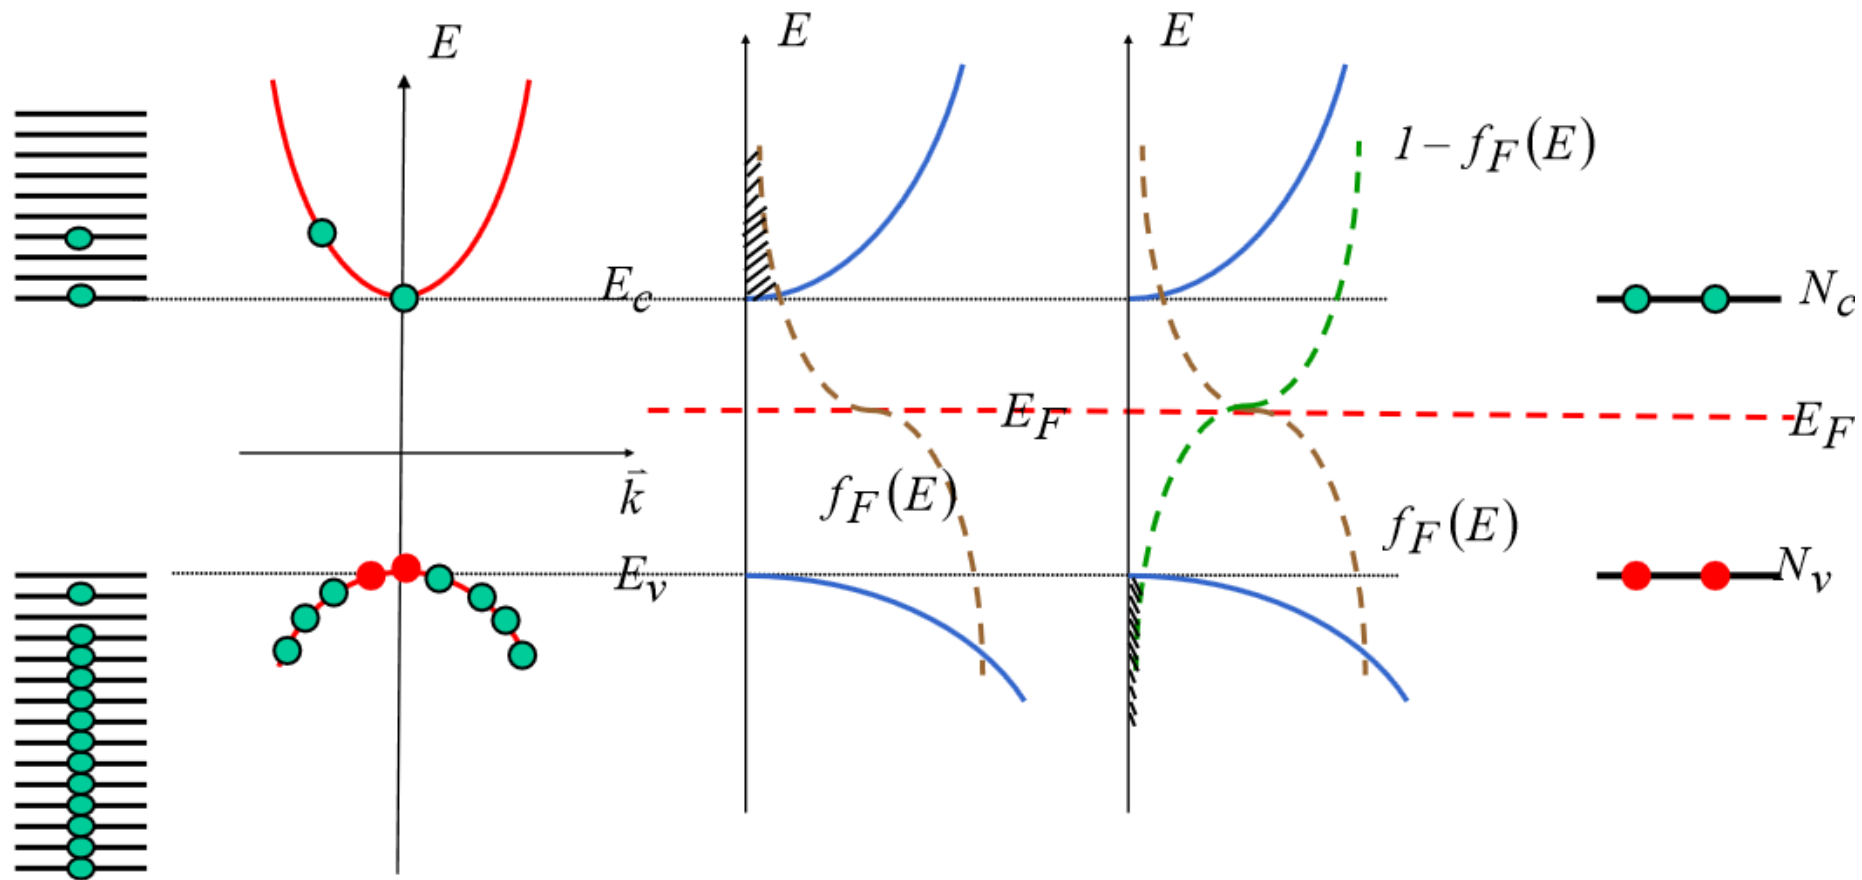 E
E
E
1 − f_F(E)
E_c
N_c
E_F
E_F
k⃗
f_F(E)
f_F(E)
E_v
N_v